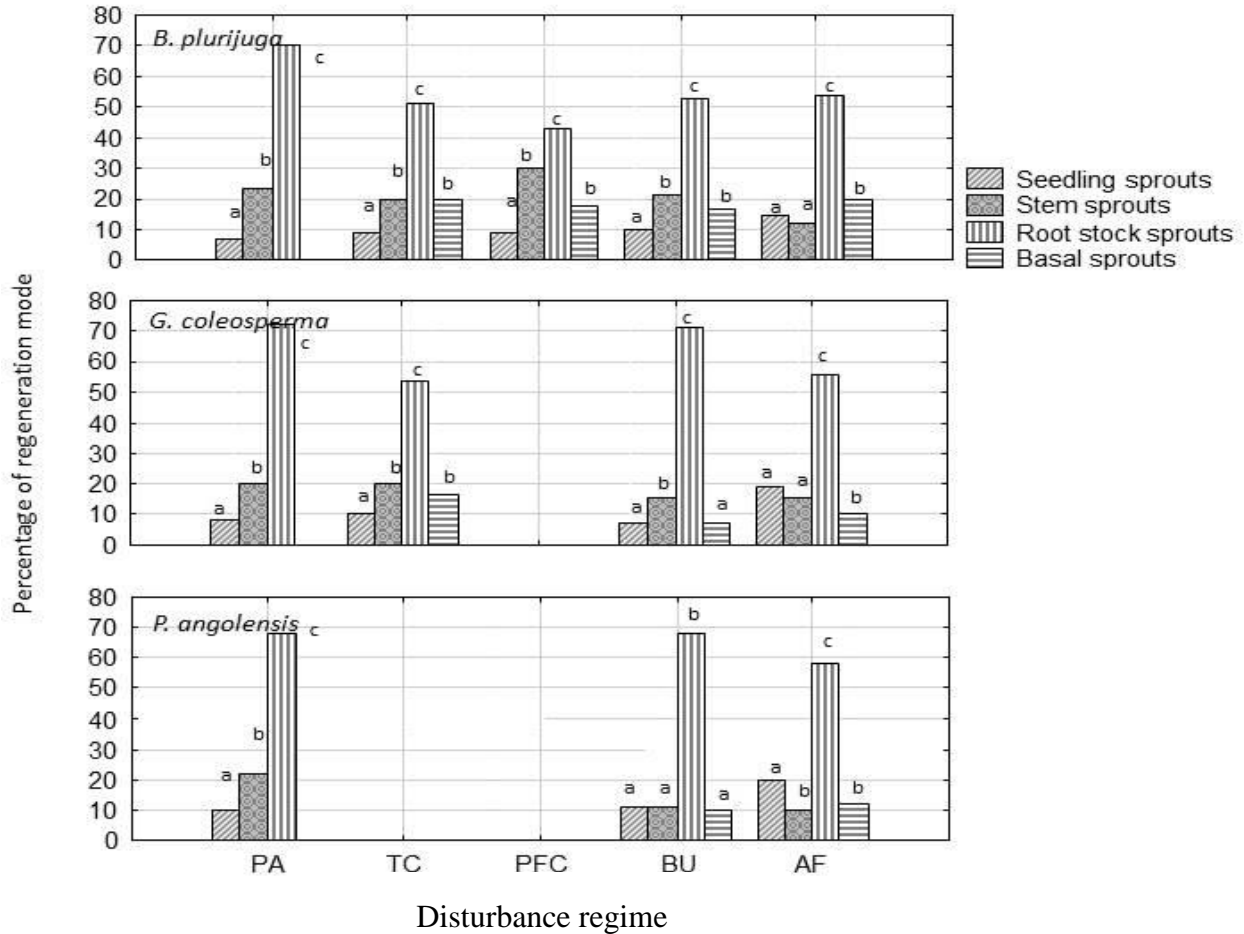 Percentage of regeneration mode
80
70
60
50
40
30
20
10
0
B. plurijuga
a b c
a b c b
a b c b
a b c b
a a c b
Seedling sprouts
Stem sprouts
Root stock sprouts
Basal sprouts
80
70
60
50
40
30
20
10
0
G. coleosperma
a b c
a b c b
a b c a
a a c b
80
70
60
50
40
30
20
10
0
P. angolensis
a b c
a a b a
a b c b
PA TC PFC BU AF
Disturbance regime